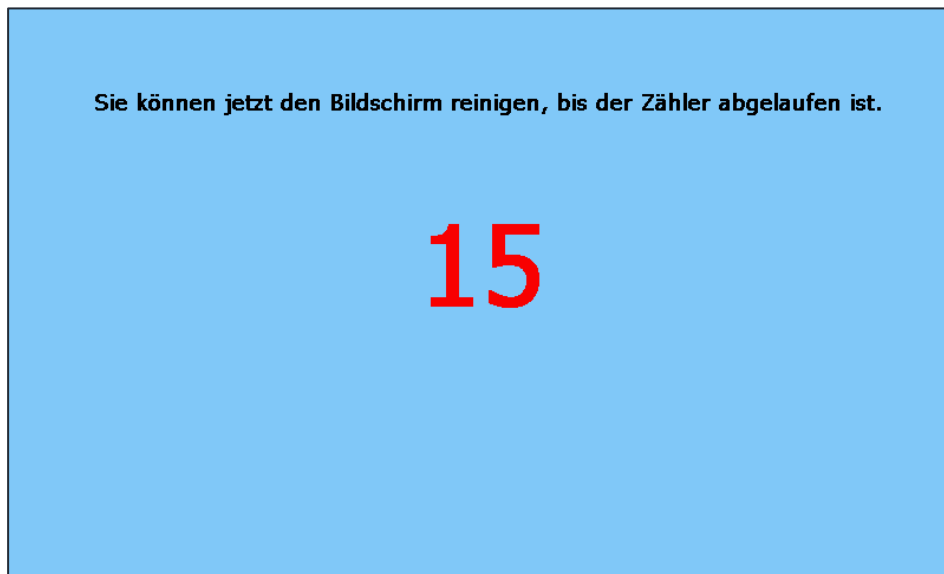 Sie können jetzt den Bildschirm reinigen, bis der Zähler abgelaufen ist.
15